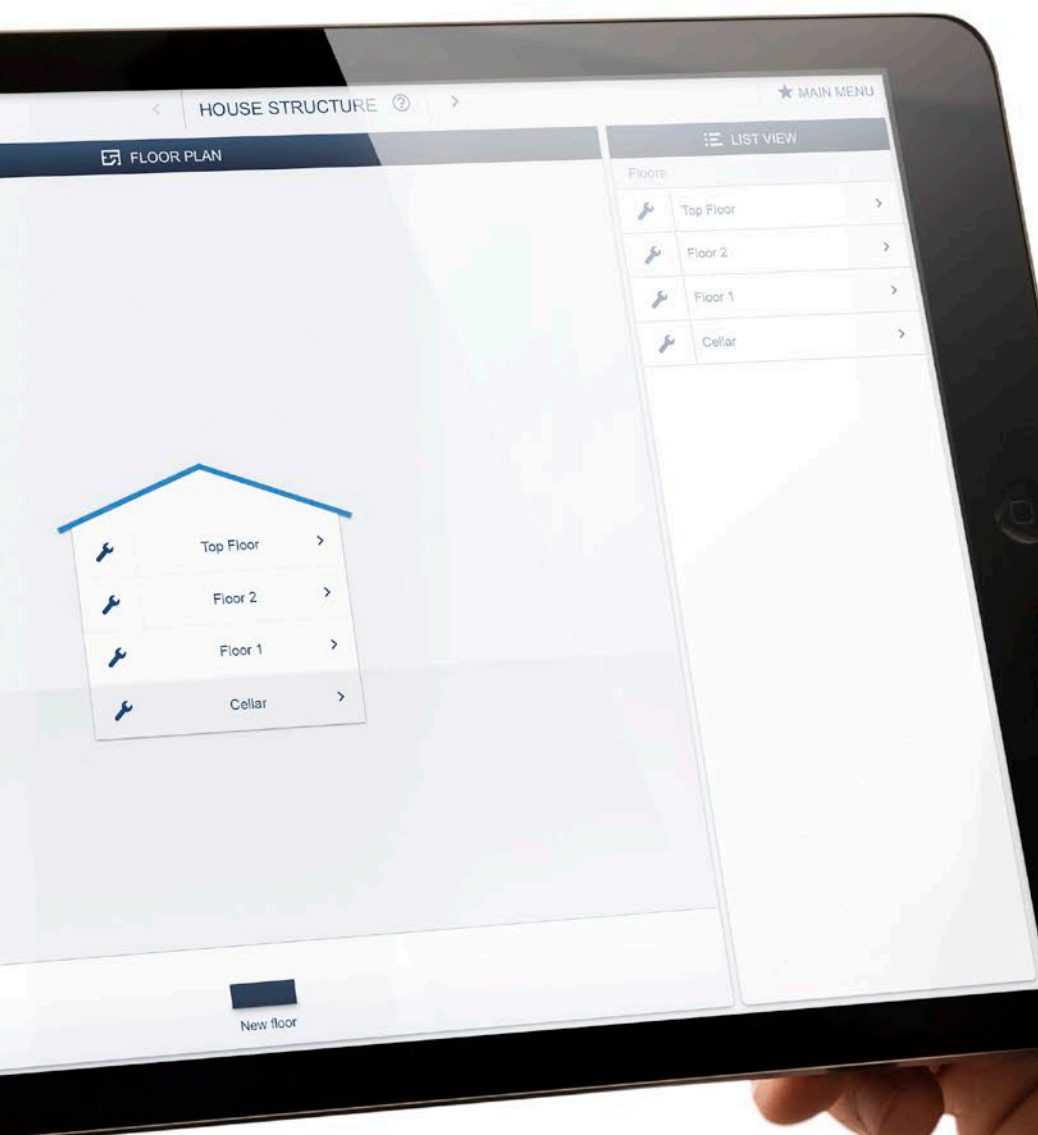 HOUSE STRUCTURE ?
MAIN MENU
FLOOR PLAN
LIST VIEW
Floors
Top Floor
Floor 2
Floor 1
Cellar
Top Floor
Floor 2
Floor 1
Cellar
New floor